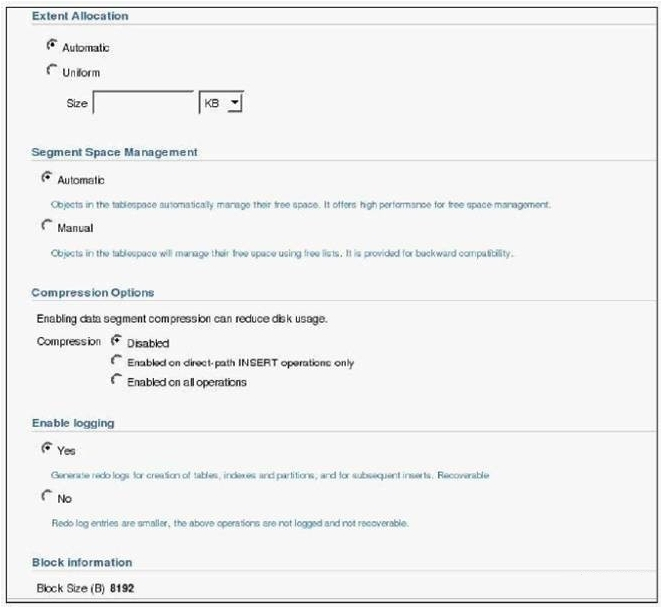 Extent Allocation
Automatic
Uniform
Size KB
Segment Space Management
Automatic
Objects in the tablespace automatically manage their free space. It offers high performance for free space management.
Manual
Objects in the tablespace will manage their free space using free lists. It is provided for backward compatibility.
Compression Options
Enabling data segment compression can reduce disk usage.
Compression Disabled
Enabled on direct-path INSERT operations only
Enabled on all operations
Enable logging
Yes
Generate redo logs for creation of tables, indexes and partitions, and for subsequent inserts. Recoverable
No
Redo log entries are smaller, the above operations are not logged and not recoverable.
Block information
Block Size (B) 8192